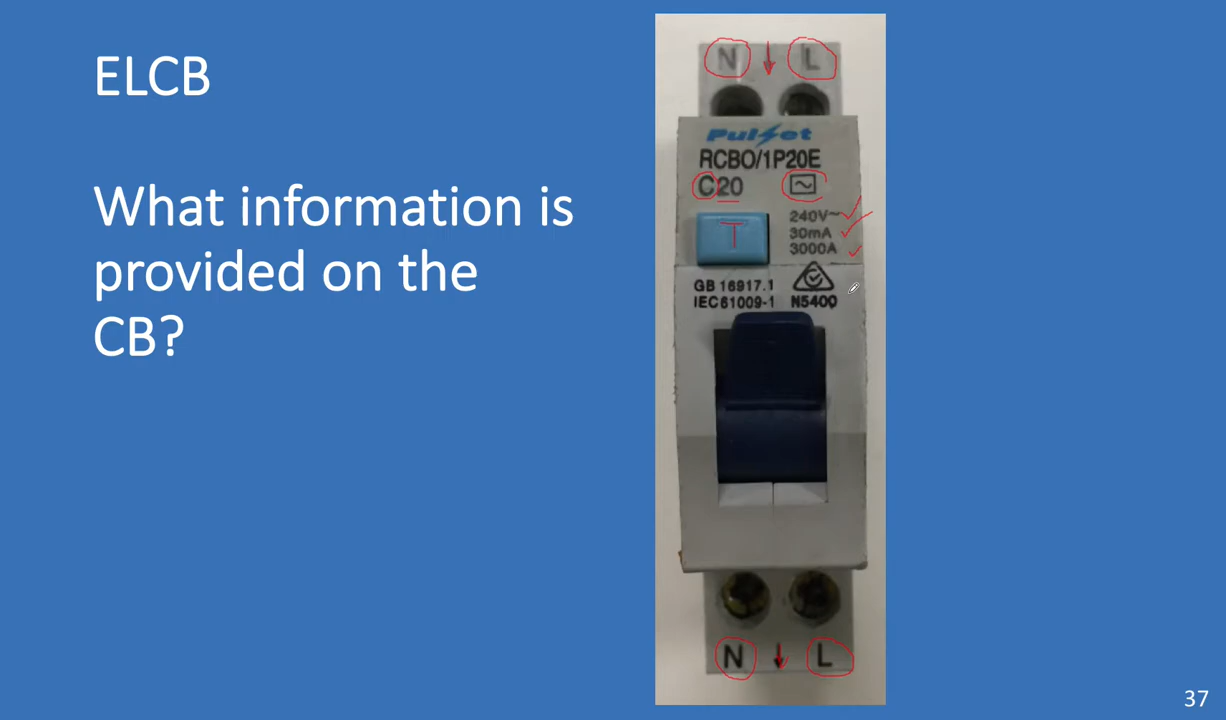 ELCB
What information is
provided on the
CB?
N ↓ L
Pulset
RCBO/1P20E
C20
240V~
30mA
3000A
T
GB 16917.1
IEC61009-1
N5400
N ↓ L
37